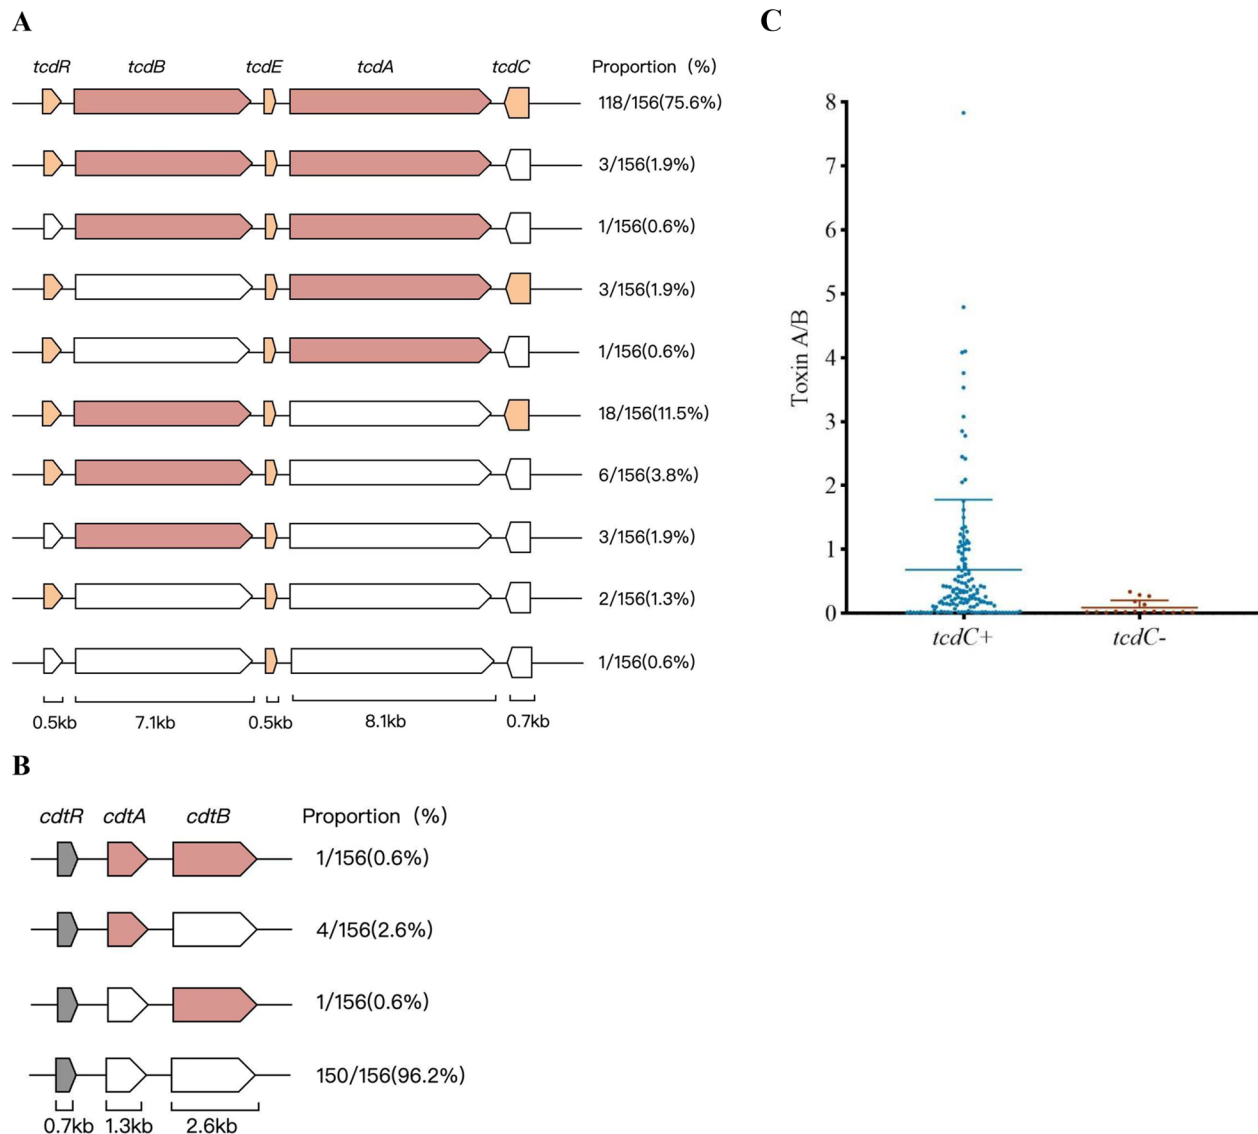 A
tcdR tcdB tcdE tcdA tcdC Proportion (%)
118/156(75.6%)
3/156(1.9%)
1/156(0.6%)
3/156(1.9%)
1/156(0.6%)
18/156(11.5%)
6/156(3.8%)
3/156(1.9%)
2/156(1.3%)
1/156(0.6%)
0.5kb 7.1kb 0.5kb 8.1kb 0.7kb
B
cdtR cdtA cdtB Proportion (%)
1/156(0.6%)
4/156(2.6%)
1/156(0.6%)
150/156(96.2%)
0.7kb 1.3kb 2.6kb
C
Toxin A/B
8
7
6
5
4
3
2
1
0
tcdC+ tcdC-